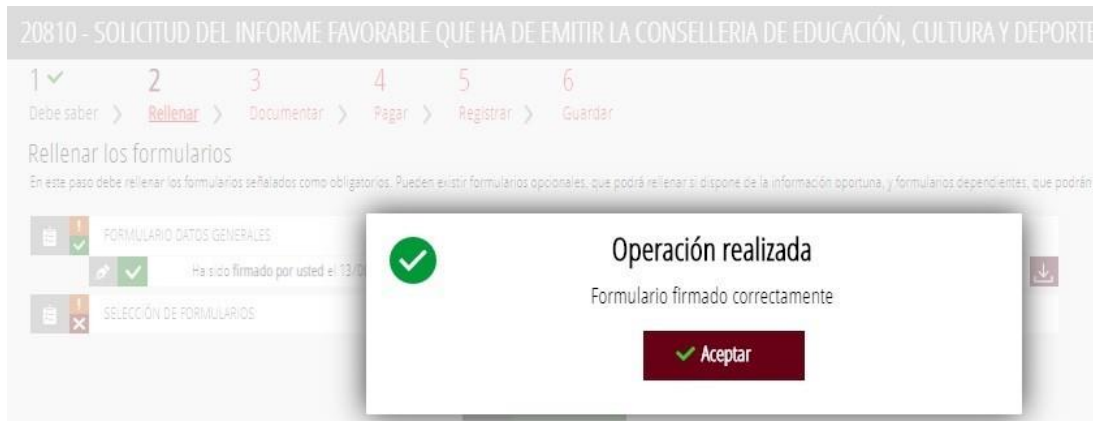 20810 - SOLICITUD DEL INFORME FAVORABLE QUE HA DE EMITIR LA CONSELLERIA DE EDUCACIÓN, CULTURA Y DEPORTE
1 2 3 4 5 6
Debe saber > Rellenar > Documentar > Pagar > Registrar > Guardar
Rellenar los formularios
En este paso debe rellenar los formularios señalados como obligatorios. Pueden existir formularios opcionales, que podrá rellenar si dispone de la información oportuna, y formularios dependientes, que podrán
FORMULARIO DATOS GENERALES
Ha sido firmado por usted el 13/0
SELECCIÓN DE FORMULARIOS
Operación realizada
Formulario firmado correctamente
Aceptar